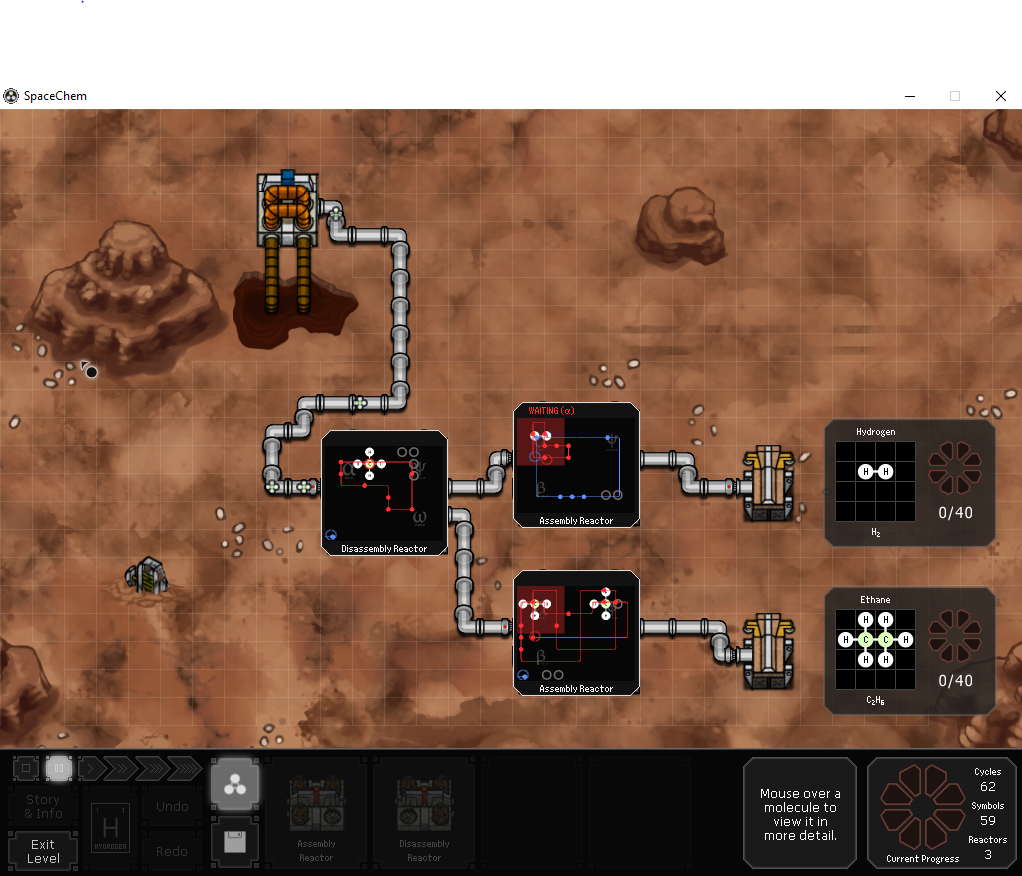 SpaceChem
WAITING (α)
Hydrogen
H H
0/40
Assembly Reactor
H₂
α
ψ
ω
Disassembly Reactor
ψ
β
Ethane
H H
H C C H
H H
0/40
β
Assembly Reactor
C₂H₆
Story
& Info
Exit
Level
1
H
HYDROGEN
Undo
Redo
Assembly
Reactor
Disassembly
Reactor
Mouse over a
molecule to
view it in
more detail.
Cycles
62
Symbols
59
Reactors
3
Current Progress